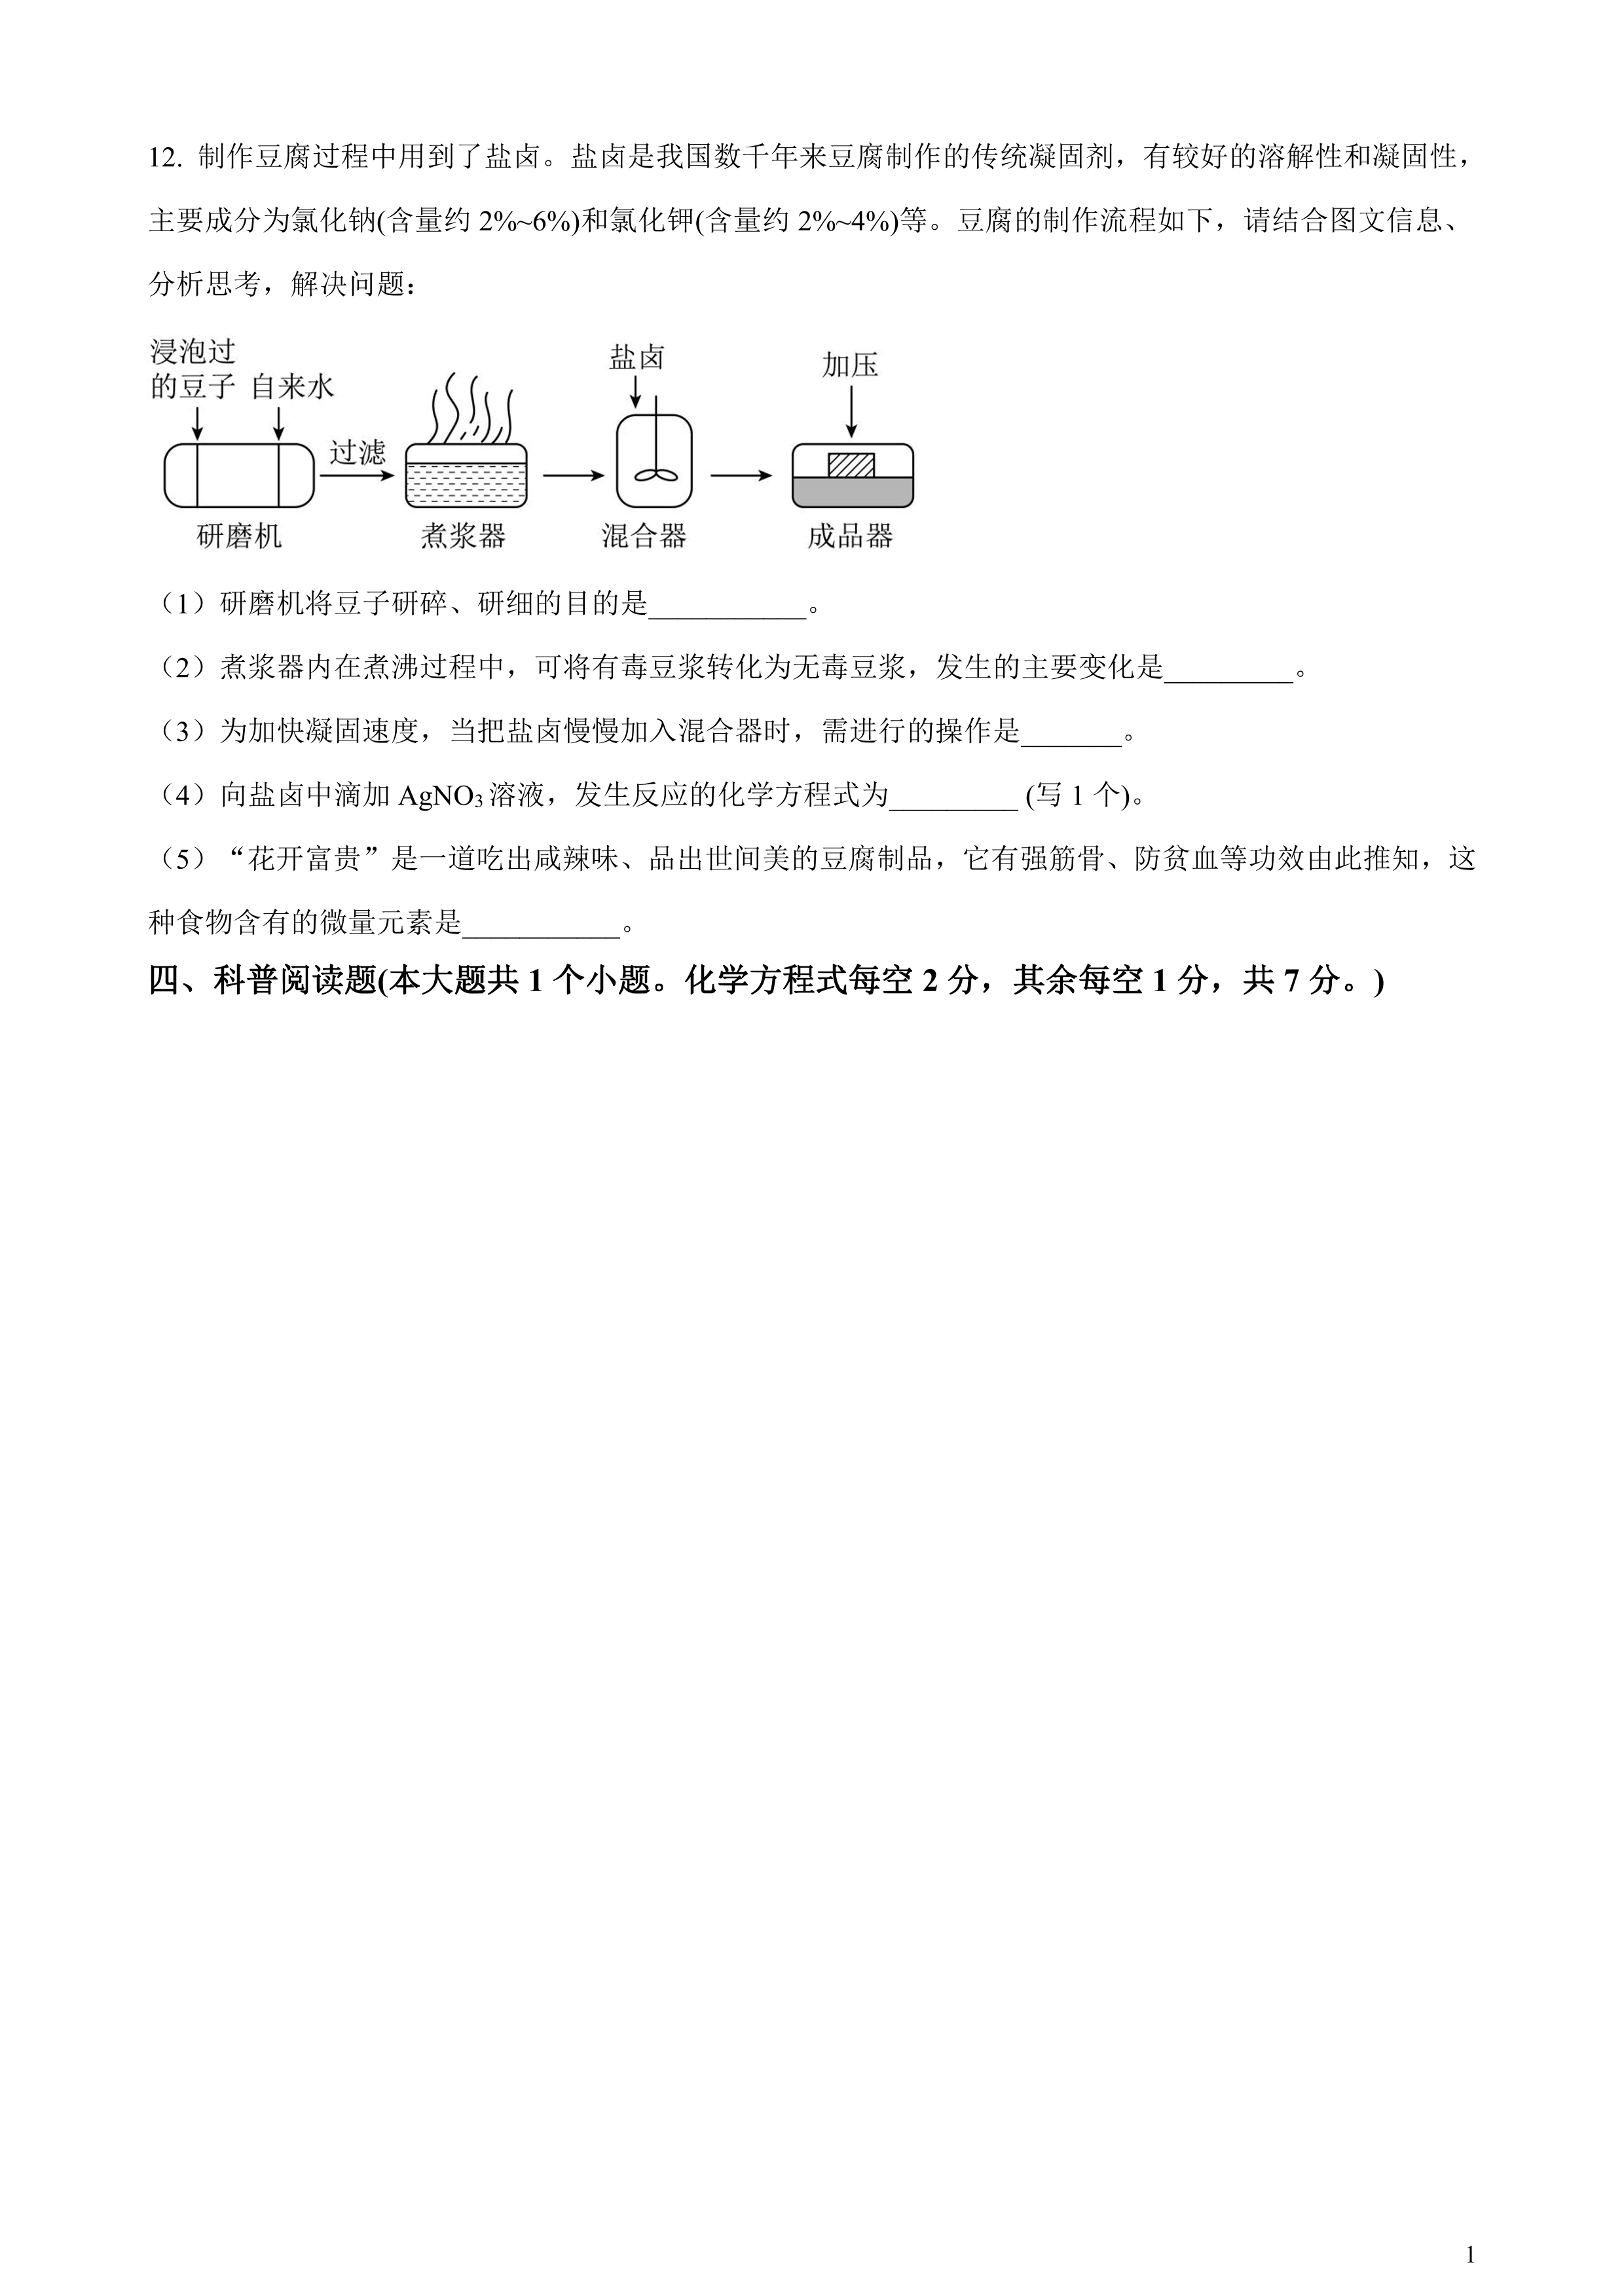 12. 制作豆腐过程中用到了盐卤。盐卤是我国数千年来豆腐制作的传统凝固剂，有较好的溶解性和凝固性，
主要成分为氯化钠(含量约 2%~6%)和氯化钾(含量约 2%~4%)等。豆腐的制作流程如下，请结合图文信息、
分析思考，解决问题：
浸泡过
的豆子 自来水
过滤
盐卤
加压
研磨机 煮浆器 混合器 成品器
（1）研磨机将豆子研碎、研细的目的是___________。
（2）煮浆器内在煮沸过程中，可将有毒豆浆转化为无毒豆浆，发生的主要变化是_________。
（3）为加快凝固速度，当把盐卤慢慢加入混合器时，需进行的操作是_______。
（4）向盐卤中滴加 AgNO₃ 溶液，发生反应的化学方程式为_________ (写 1 个)。
（5）“花开富贵”是一道吃出咸辣味、品出世间美的豆腐制品，它有强筋骨、防贫血等功效由此推知，这
种食物含有的微量元素是___________。
四、科普阅读题(本大题共 1 个小题。化学方程式每空 2 分，其余每空 1 分，共 7 分。)
1